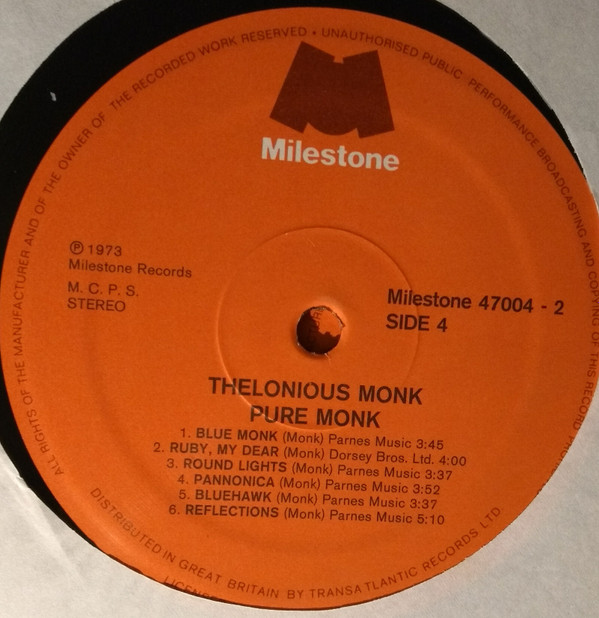 ALL RIGHTS OF THE MANUFACTURER AND OF THE OWNER OF THE RECORDED WORK RESERVED • UNAUTHORISED PUBLIC PERFORMANCE BROADCASTING AND COPYING OF THIS RECORD
Milestone
℗ 1973
Milestone Records
M. C. P. S.
STEREO
Milestone 47004 - 2
SIDE 4
THELONIOUS MONK
PURE MONK
1. BLUE MONK (Monk) Parnes Music 3:45
2. RUBY, MY DEAR (Monk) Dorsey Bros. Ltd. 4:00
3. ROUND LIGHTS (Monk) Parnes Music 3:37
4. PANNONICA (Monk) Parnes Music 3:52
5. BLUEHAWK (Monk) Parnes Music 3:37
6. REFLECTIONS (Monk) Parnes Music 5:10
DISTRIBUTED IN GREAT BRITAIN BY TRANSATLANTIC RECORDS LTD